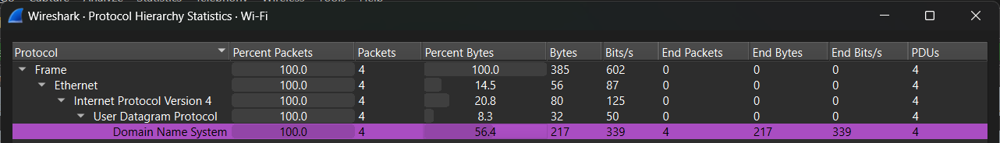 Wireshark · Protocol Hierarchy Statistics · Wi-Fi
Protocol Percent Packets Packets Percent Bytes Bytes Bits/s End Packets End Bytes End Bits/s PDUs
Frame 100.0 4 100.0 385 602 0 0 0 4
Ethernet 100.0 4 14.5 56 87 0 0 0 4
Internet Protocol Version 4 100.0 4 20.8 80 125 0 0 0 4
User Datagram Protocol 100.0 4 8.3 32 50 0 0 0 4
Domain Name System 100.0 4 56.4 217 339 4 217 339 4